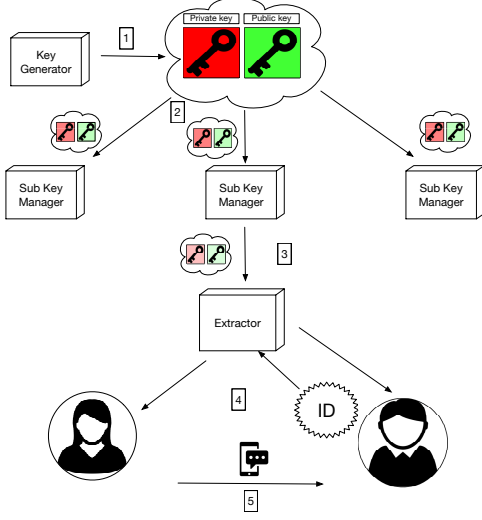 Private key
Public key
1
Key
Generator
2
Sub Key
Manager
Sub Key
Manager
Sub Key
Manager
3
Extractor
4
ID
5